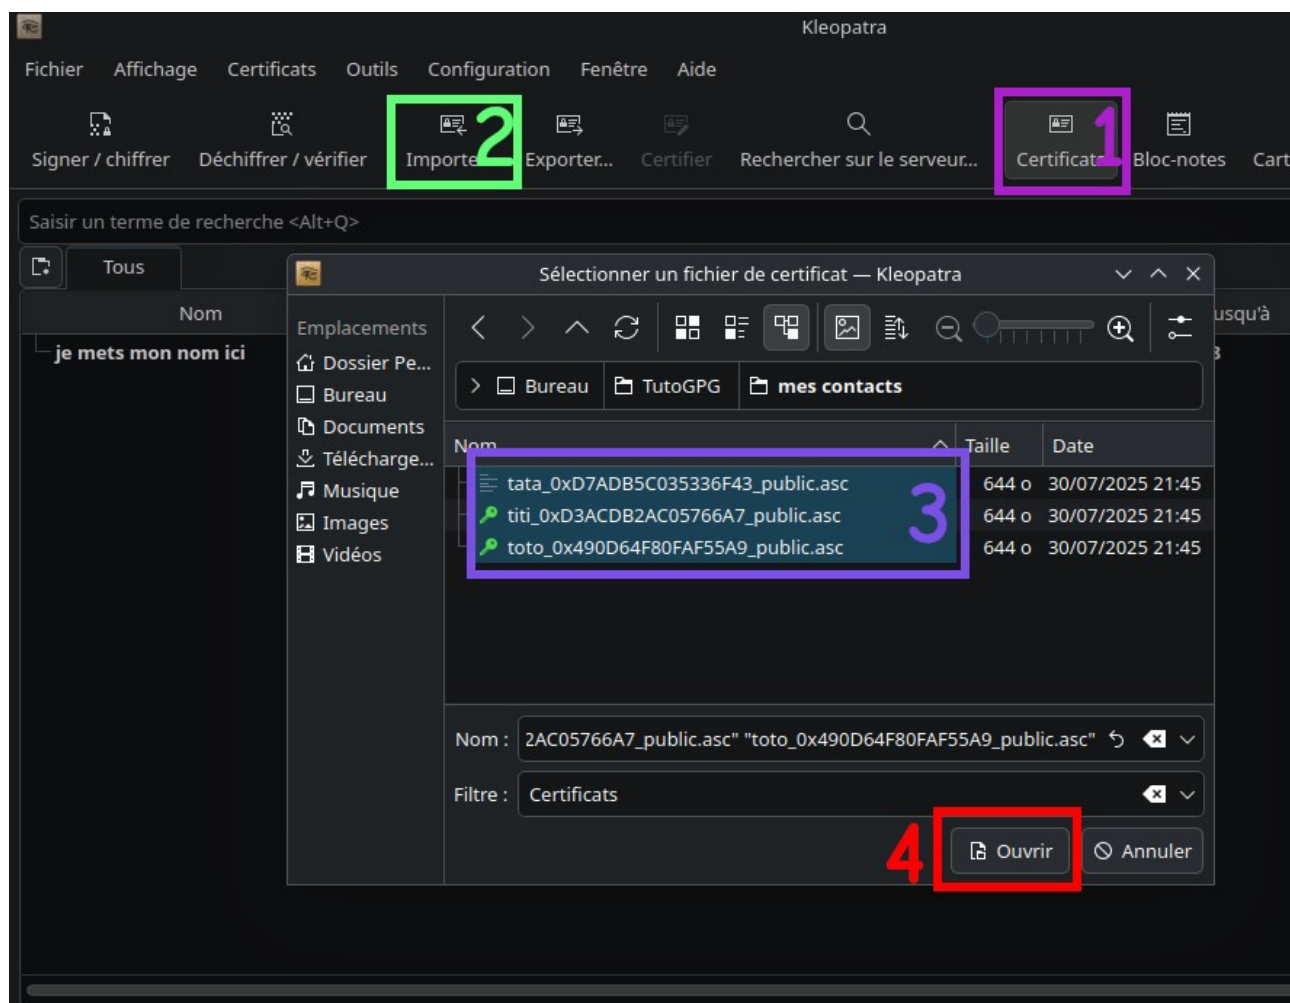 Kleopatra
Fichier Affichage Certificats Outils Configuration Fenêtre Aide
2 1
Signer / chiffrer Déchiffrer / vérifier Exporter... Certifier Rechercher sur le serveur... Bloc-notes
Saisir un terme de recherche <Alt+Q>
Tous
Sélectionner un fichier de certificat — Kleopatra
Nom
je mets mon nom ici
Emplacements
Dossier Pe...
Bureau
Documents
Télécharge...
Musique
Images
Vidéos
> Bureau TutoGPG mes contacts
Nom Taille Date
tata_0xD7ADB5C035336F43_public.asc 644 o 30/07/2025 21:45
titi_0xD3ACDB2AC05766A7_public.asc 644 o 30/07/2025 21:45
toto_0x490D64F80FAF55A9_public.asc 644 o 30/07/2025 21:45
3
Nom : 2AC05766A7_public.asc" "toto_0x490D64F80FAF55A9_public.asc"
Filtre : Certificats
4 Ouvrir Annuler